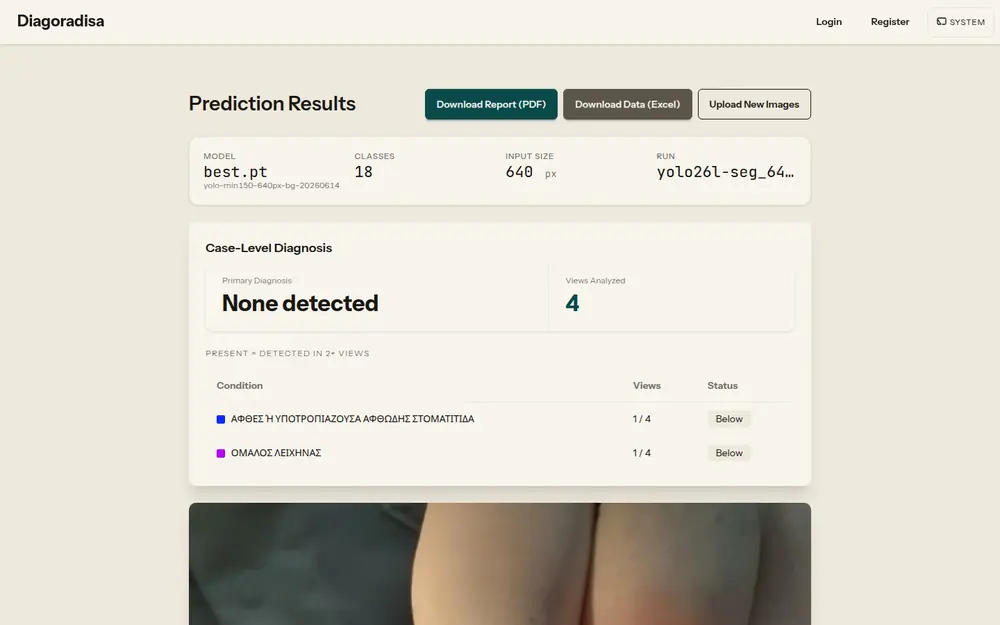 Diagoradisa
Login
Register
SYSTEM
Prediction Results
Download Report (PDF)
Download Data (Excel)
Upload New Images
MODEL
best.pt
yolo-min150-640px-bg-20260614
CLASSES
18
INPUT SIZE
640 px
RUN
yolo26l-seg_64…
Case-Level Diagnosis
Primary Diagnosis
None detected
Views Analyzed
4
PRESENT = DETECTED IN 2+ VIEWS
Condition Views Status
ΑΦΘΕΣ Ή ΥΠΟΤΡΟΠΙΑΖΟΥΣΑ ΑΦΘΩΔΗΣ ΣΤΟΜΑΤΙΤΙΔΑ 1 / 4 Below
ΟΜΑΛΟΣ ΛΕΙΧΗΝΑΣ 1 / 4 Below